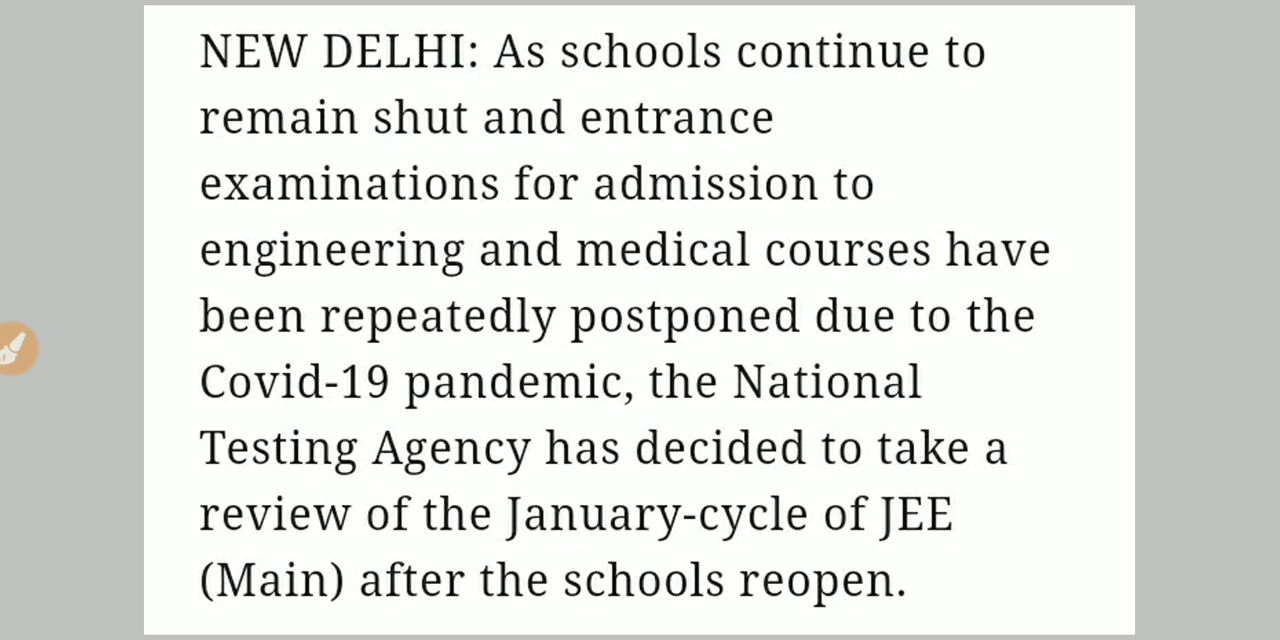 NEW DELHI: As schools continue to
remain shut and entrance
examinations for admission to
engineering and medical courses have
been repeatedly postponed due to the
Covid-19 pandemic, the National
Testing Agency has decided to take a
review of the January-cycle of JEE
(Main) after the schools reopen.